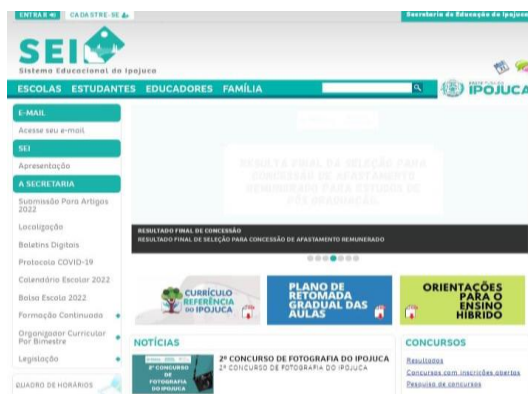 ENTRAR
CADASTRE-SE
Secretaria de Educação do Ipojuca
SEI
Sistema Educacional do Ipojuca
ESCOLAS ESTUDANTES EDUCADORES FAMÍLIA
IPOJUCA
E-MAIL
Acesse seu e-mail
SEI
Apresentação
A SECRETARIA
Submissão Para Artigos
2022
Localização
Boletins Digitais
Protocolo COVID-19
Calendário Escolar 2022
Bolsa Escola 2022
Formação Continuada
Organizador Curricular
Por Bimestre
Legislação
QUADRO DE HORÁRIOS
RESULTA FINAL DA SELEÇÃO PARA
CONCESSÃO DE AFASTAMENTO
REMUNERADO PARA ESTUDOS DE
PÓS GRADUAÇÃO.
RESULTADO FINAL DE CONCESSÃO
RESULTADO FINAL DE SELEÇÃO PARA CONCESSÃO DE AFASTAMENTO REMUNERADO
CURRÍCULO
REFERÊNCIA
DO IPOJUCA
PLANO DE
RETOMADA
GRADUAL DAS
AULAS
ORIENTAÇÕES
PARA O
ENSINO
HÍBRIDO
NOTÍCIAS
2º CONCURSO
DE
FOTOGRAFIA
DO IPOJUCA
2º CONCURSO DE FOTOGRAFIA DO IPOJUCA
2º CONCURSO DE FOTOGRAFIA DO IPOJUCA
CONCURSOS
Resultados
Concursos com inscrições abertas
Pesquisa de concursos